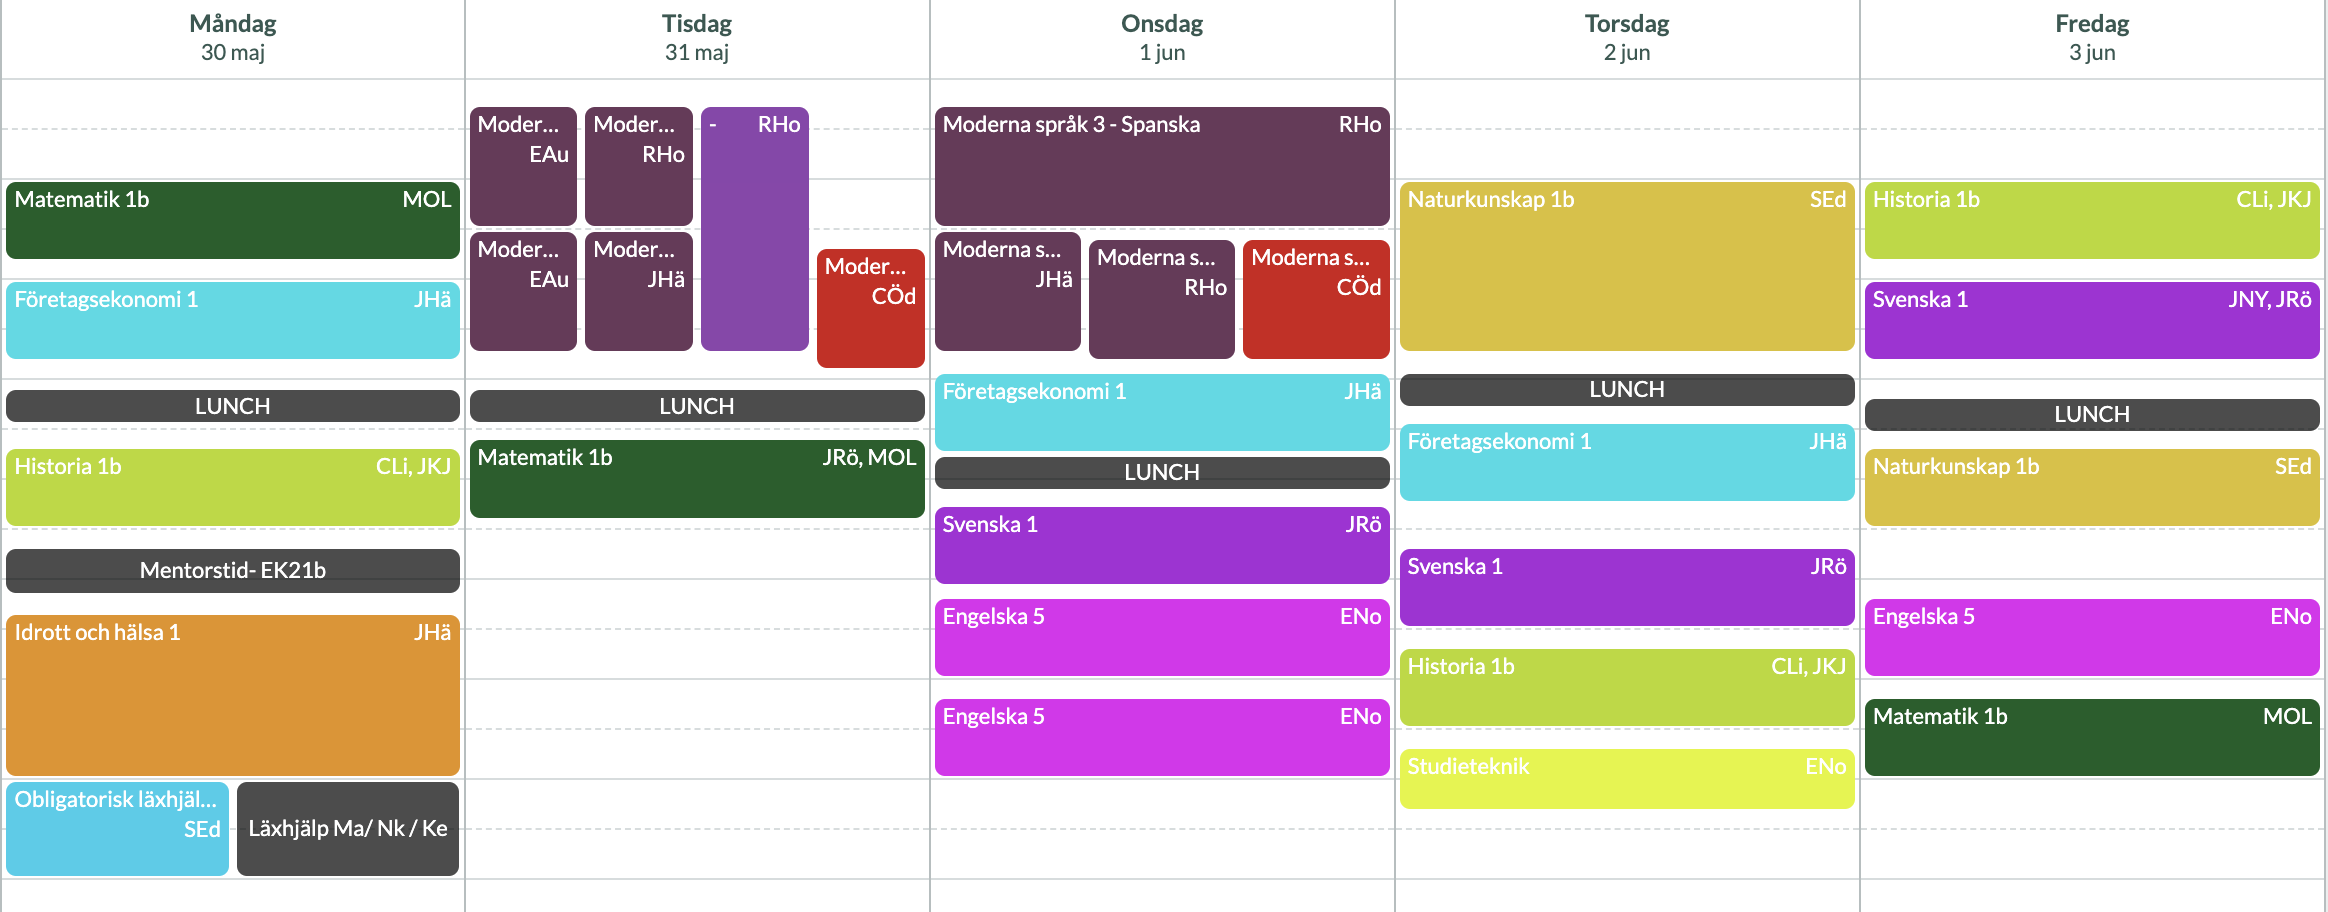 Måndag
30 maj
Tisdag
31 maj
Onsdag
1 jun
Torsdag
2 jun
Fredag
3 jun
Matematik 1b MOL
Företagsekonomi 1 JHä
LUNCH
Historia 1b CLi, JKJ
Mentorstid- EK21b
Idrott och hälsa 1 JHä
Obligatorisk läxhjäl...
SEd
Läxhjälp Ma/ Nk / Ke
Moder...
EAu
Moder...
RHo
- RHo
Moder...
EAu
Moder...
JHä
Moder...
CÖd
LUNCH
Matematik 1b JRö, MOL
Moderna språk 3 - Spanska RHo
Moderna s...
JHä
Moderna s...
RHo
Moderna s...
CÖd
Företagsekonomi 1 JHä
LUNCH
Svenska 1 JRö
Engelska 5 ENo
Engelska 5 ENo
Naturkunskap 1b SEd
LUNCH
Företagsekonomi 1 JHä
Svenska 1 JRö
Historia 1b CLi, JKJ
Studieteknik ENo
Historia 1b CLi, JKJ
Svenska 1 JNY, JRö
LUNCH
Naturkunskap 1b SEd
Engelska 5 ENo
Matematik 1b MOL